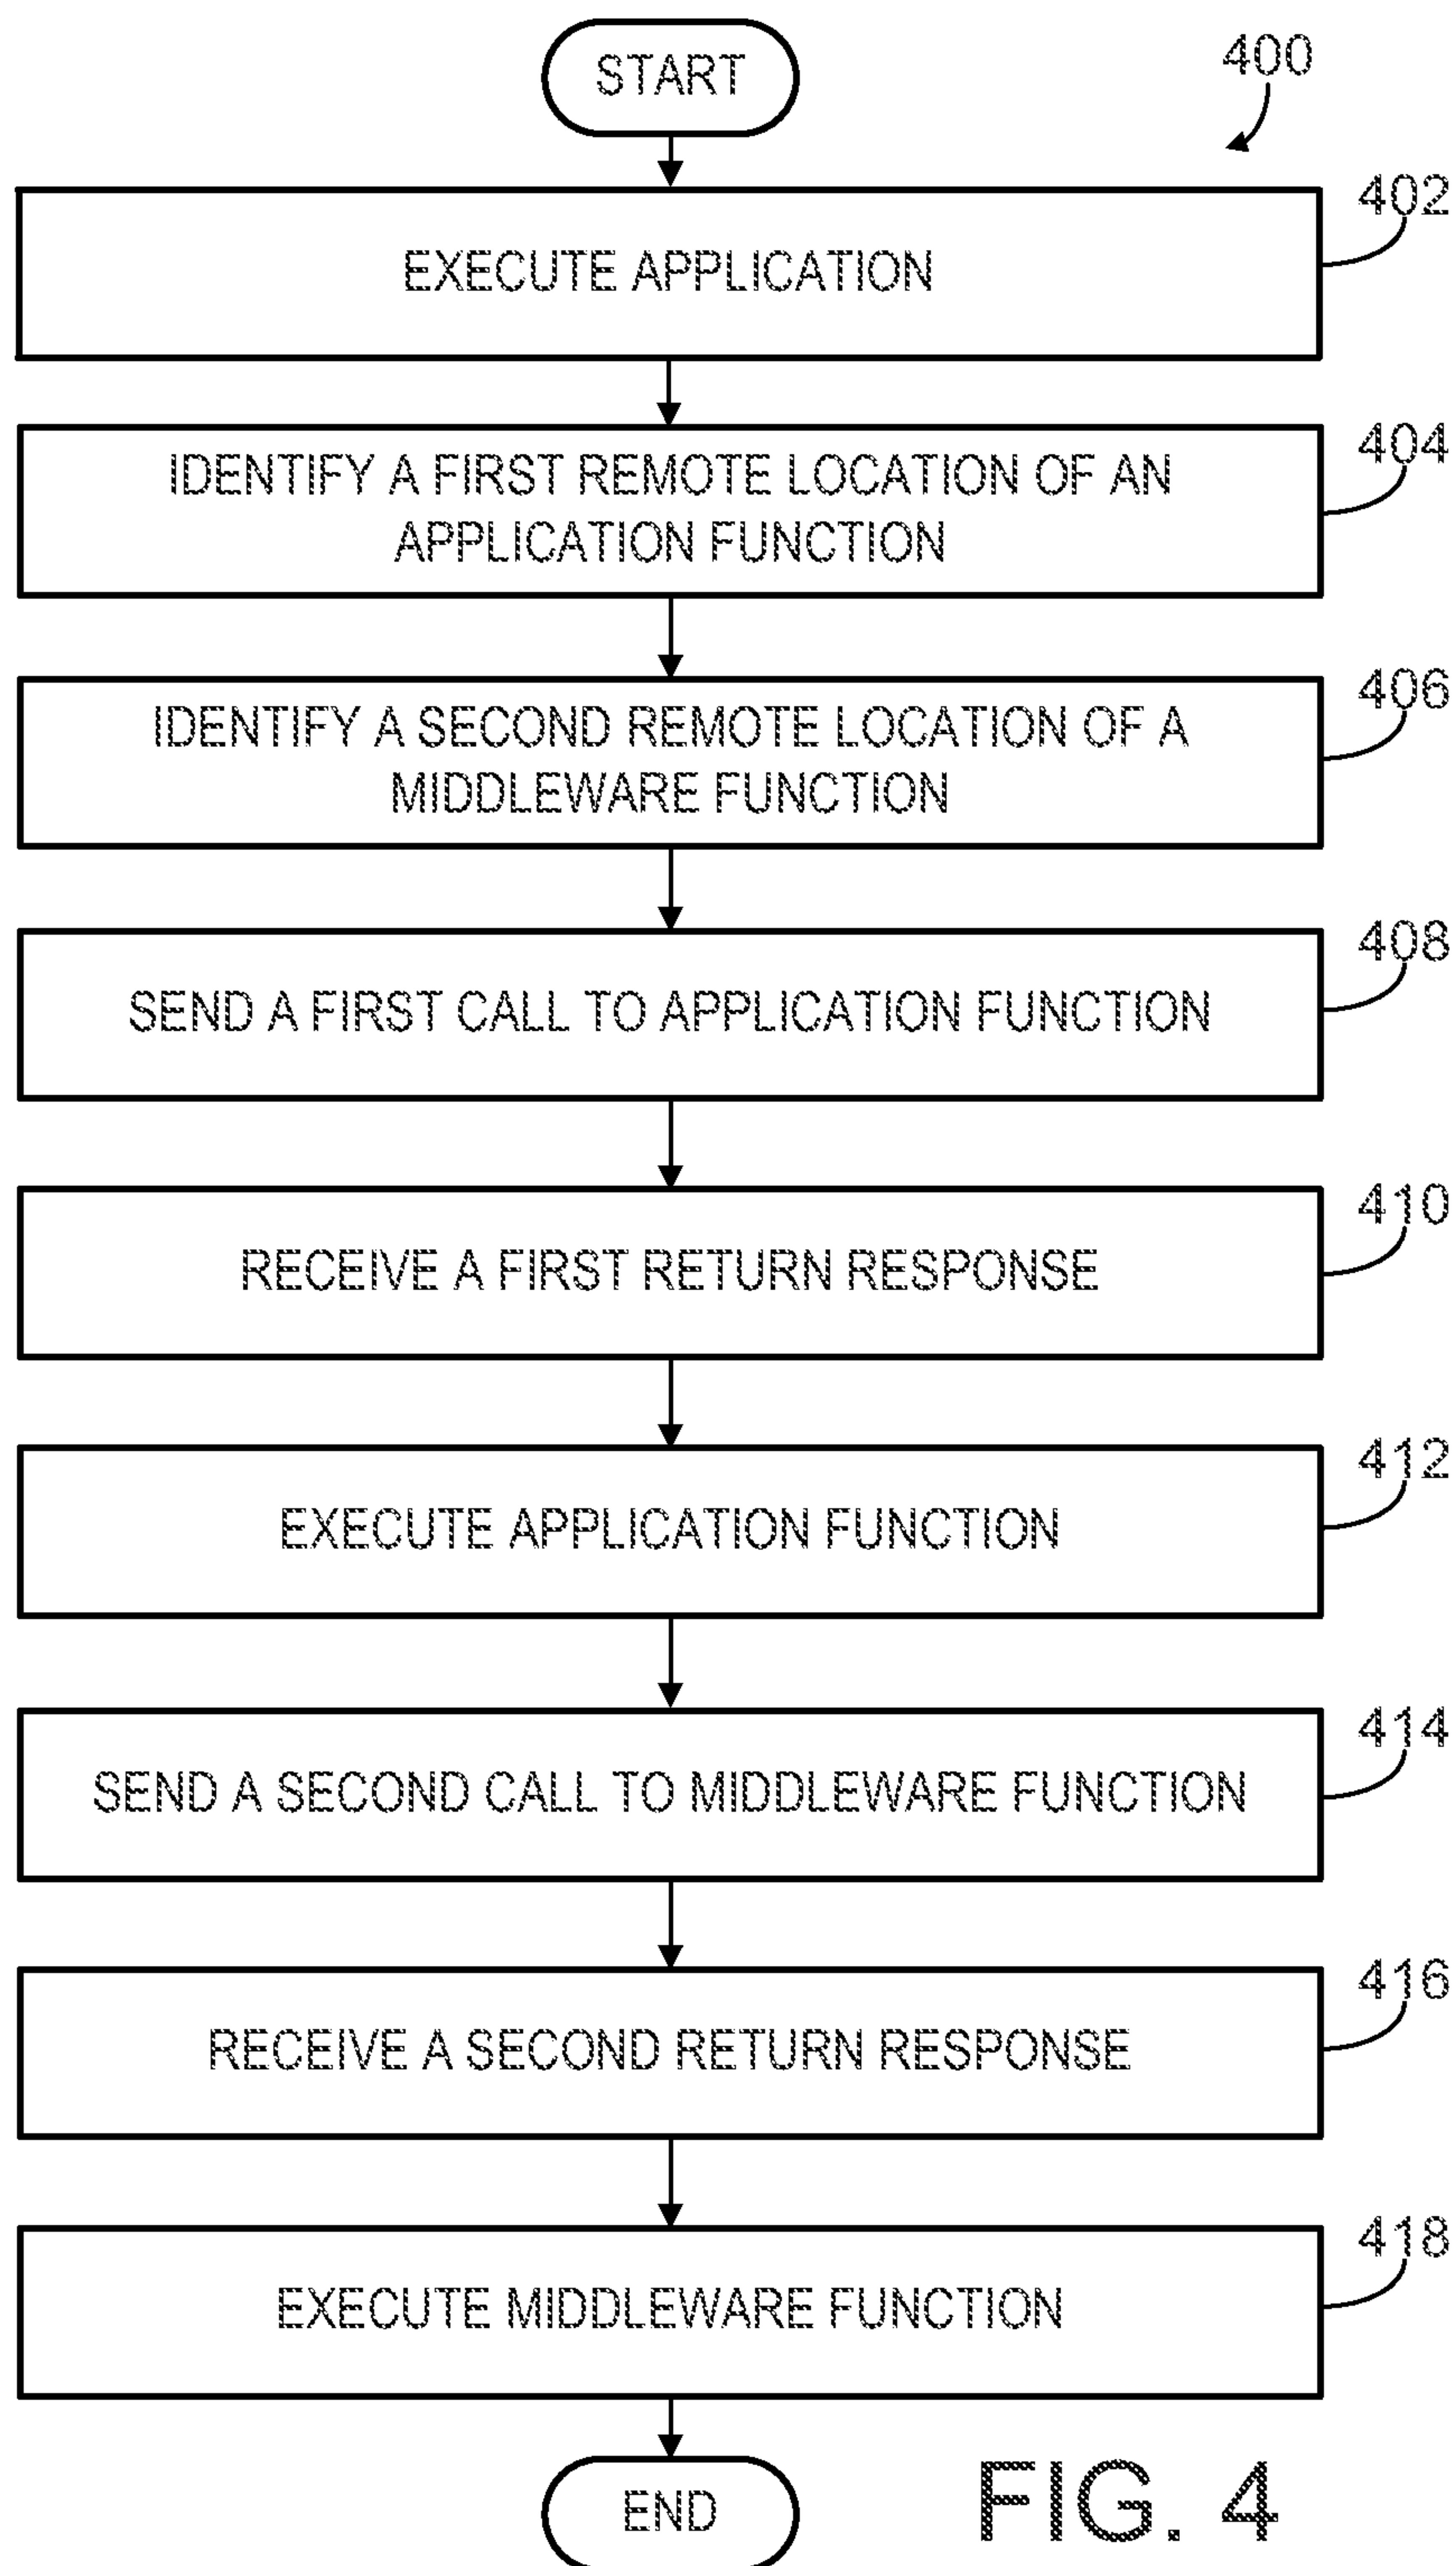 START
400
402
EXECUTE APPLICATION
404
IDENTIFY A FIRST REMOTE LOCATION OF AN
APPLICATION FUNCTION
406
IDENTIFY A SECOND REMOTE LOCATION OF A
MIDDLEWARE FUNCTION
408
SEND A FIRST CALL TO APPLICATION FUNCTION
410
RECEIVE A FIRST RETURN RESPONSE
412
EXECUTE APPLICATION FUNCTION
414
SEND A SECOND CALL TO MIDDLEWARE FUNCTION
416
RECEIVE A SECOND RETURN RESPONSE
418
EXECUTE MIDDLEWARE FUNCTION
END
FIG. 4